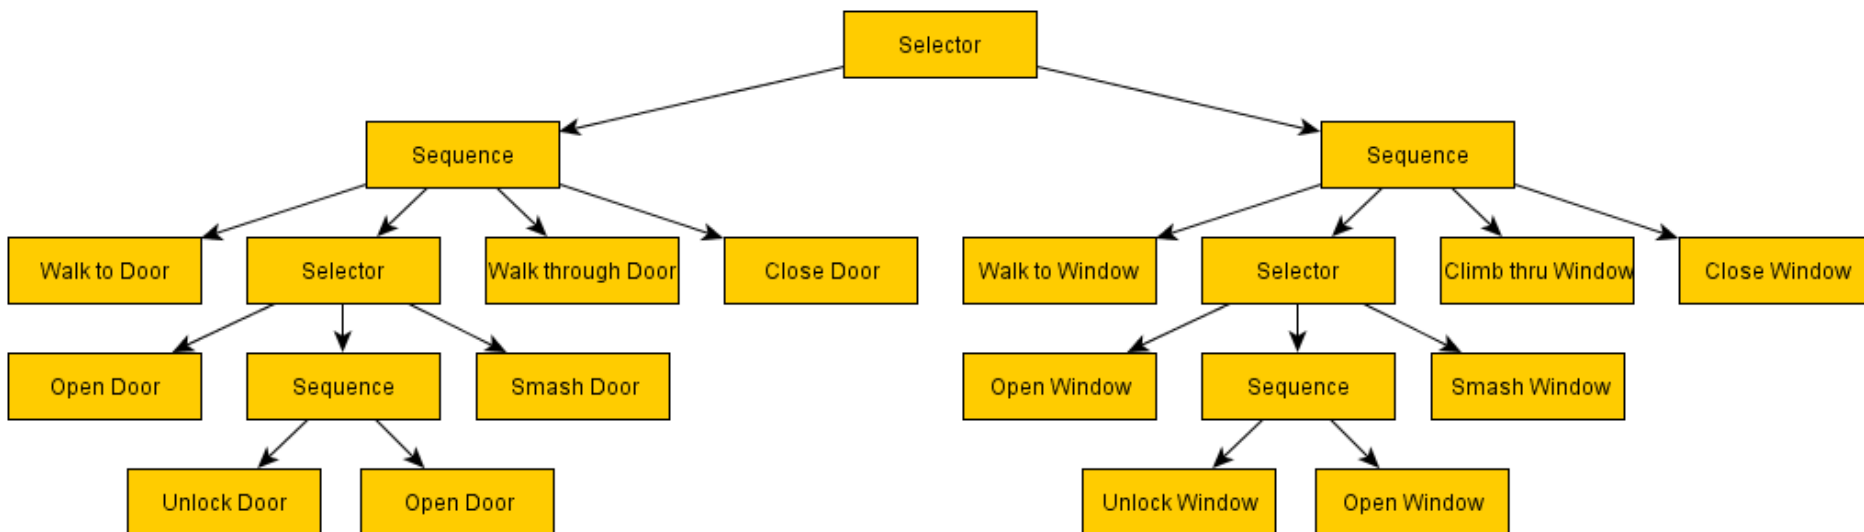 Selector
Sequence
Sequence
Walk to Door
Selector
Walk through Door
Close Door
Walk to Window
Selector
Climb thru Window
Close Window
Open Door
Sequence
Smash Door
Open Window
Sequence
Smash Window
Unlock Door
Open Door
Unlock Window
Open Window